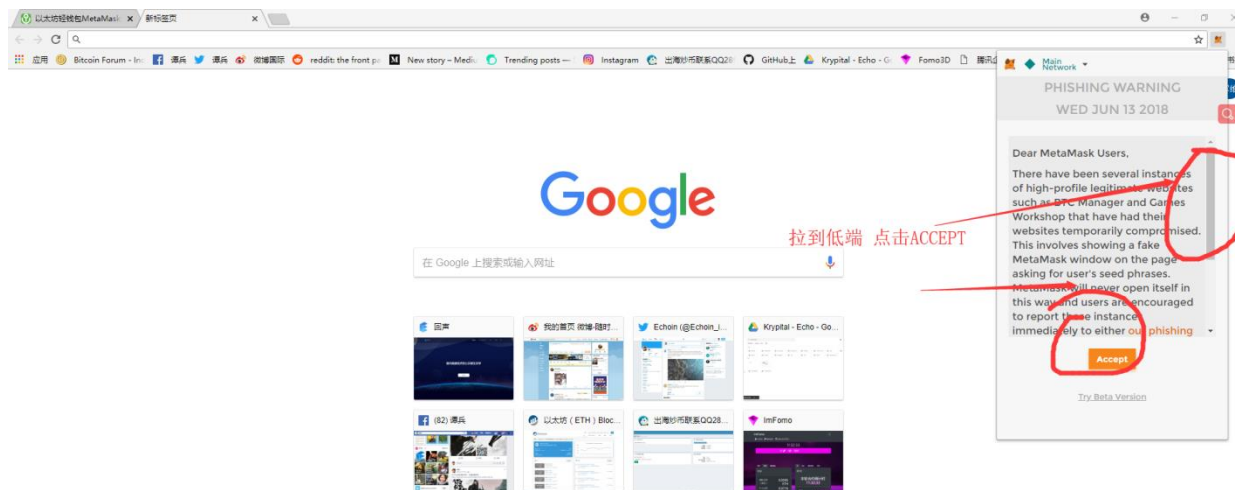 以太坊轻钱包MetaMask
新标签页
应用
Bitcoin Forum - In
谭兵
谭兵
微博国际
reddit: the front pa
New story – Mediu
Trending posts —
Instagram
出海炒币联系QQ28
GitHub上
Krypital - Echo - G
Fomo3D
Main
Network
PHISHING WARNING
WED JUN 13 2018
Dear MetaMask Users,
There have been several instances
of high-profile legitimate websites
such as BTC Manager and Games
Workshop that have had their
websites temporarily compromised.
This involves showing a fake
MetaMask window on the page
asking for user's seed phrases.
MetaMask will never open itself in
this way and users are encouraged
to report these instances
immediately to either our phishing
Accept
Try Beta Version
Google
拉到低端 点击ACCEPT
在 Google 上搜索或输入网址
回声
我的首页 微博-随时...
Echoin (@Echoin_i...
Krypital - Echo - Go...
(82) 谭兵
以太坊 ( ETH ) Bloc...
出海炒币联系QQ28...
ImFomo